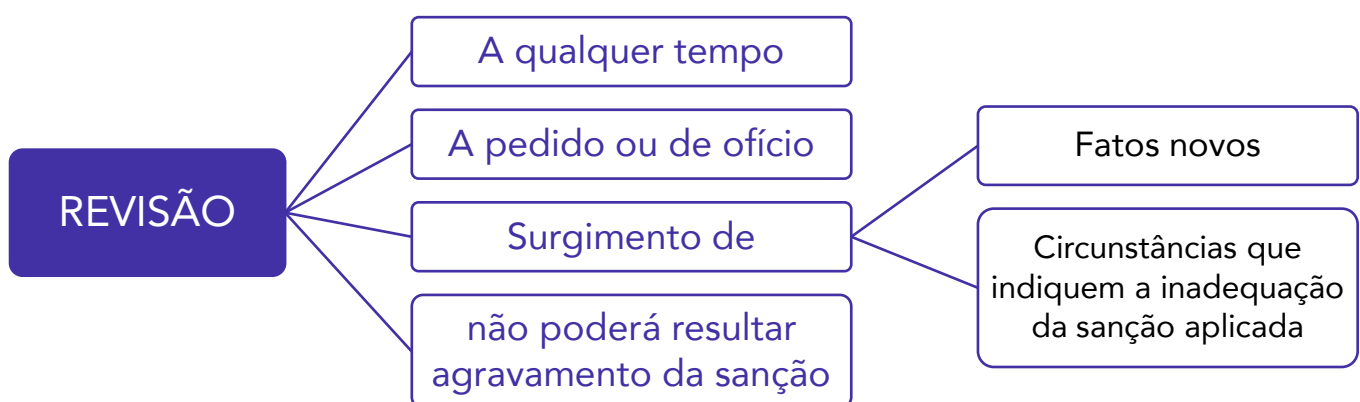 REVISÃO
A qualquer tempo
A pedido ou de ofício
Surgimento de
não poderá resultar
agravamento da sanção
Fatos novos
Circunstâncias que
indiquem a inadequação
da sanção aplicada